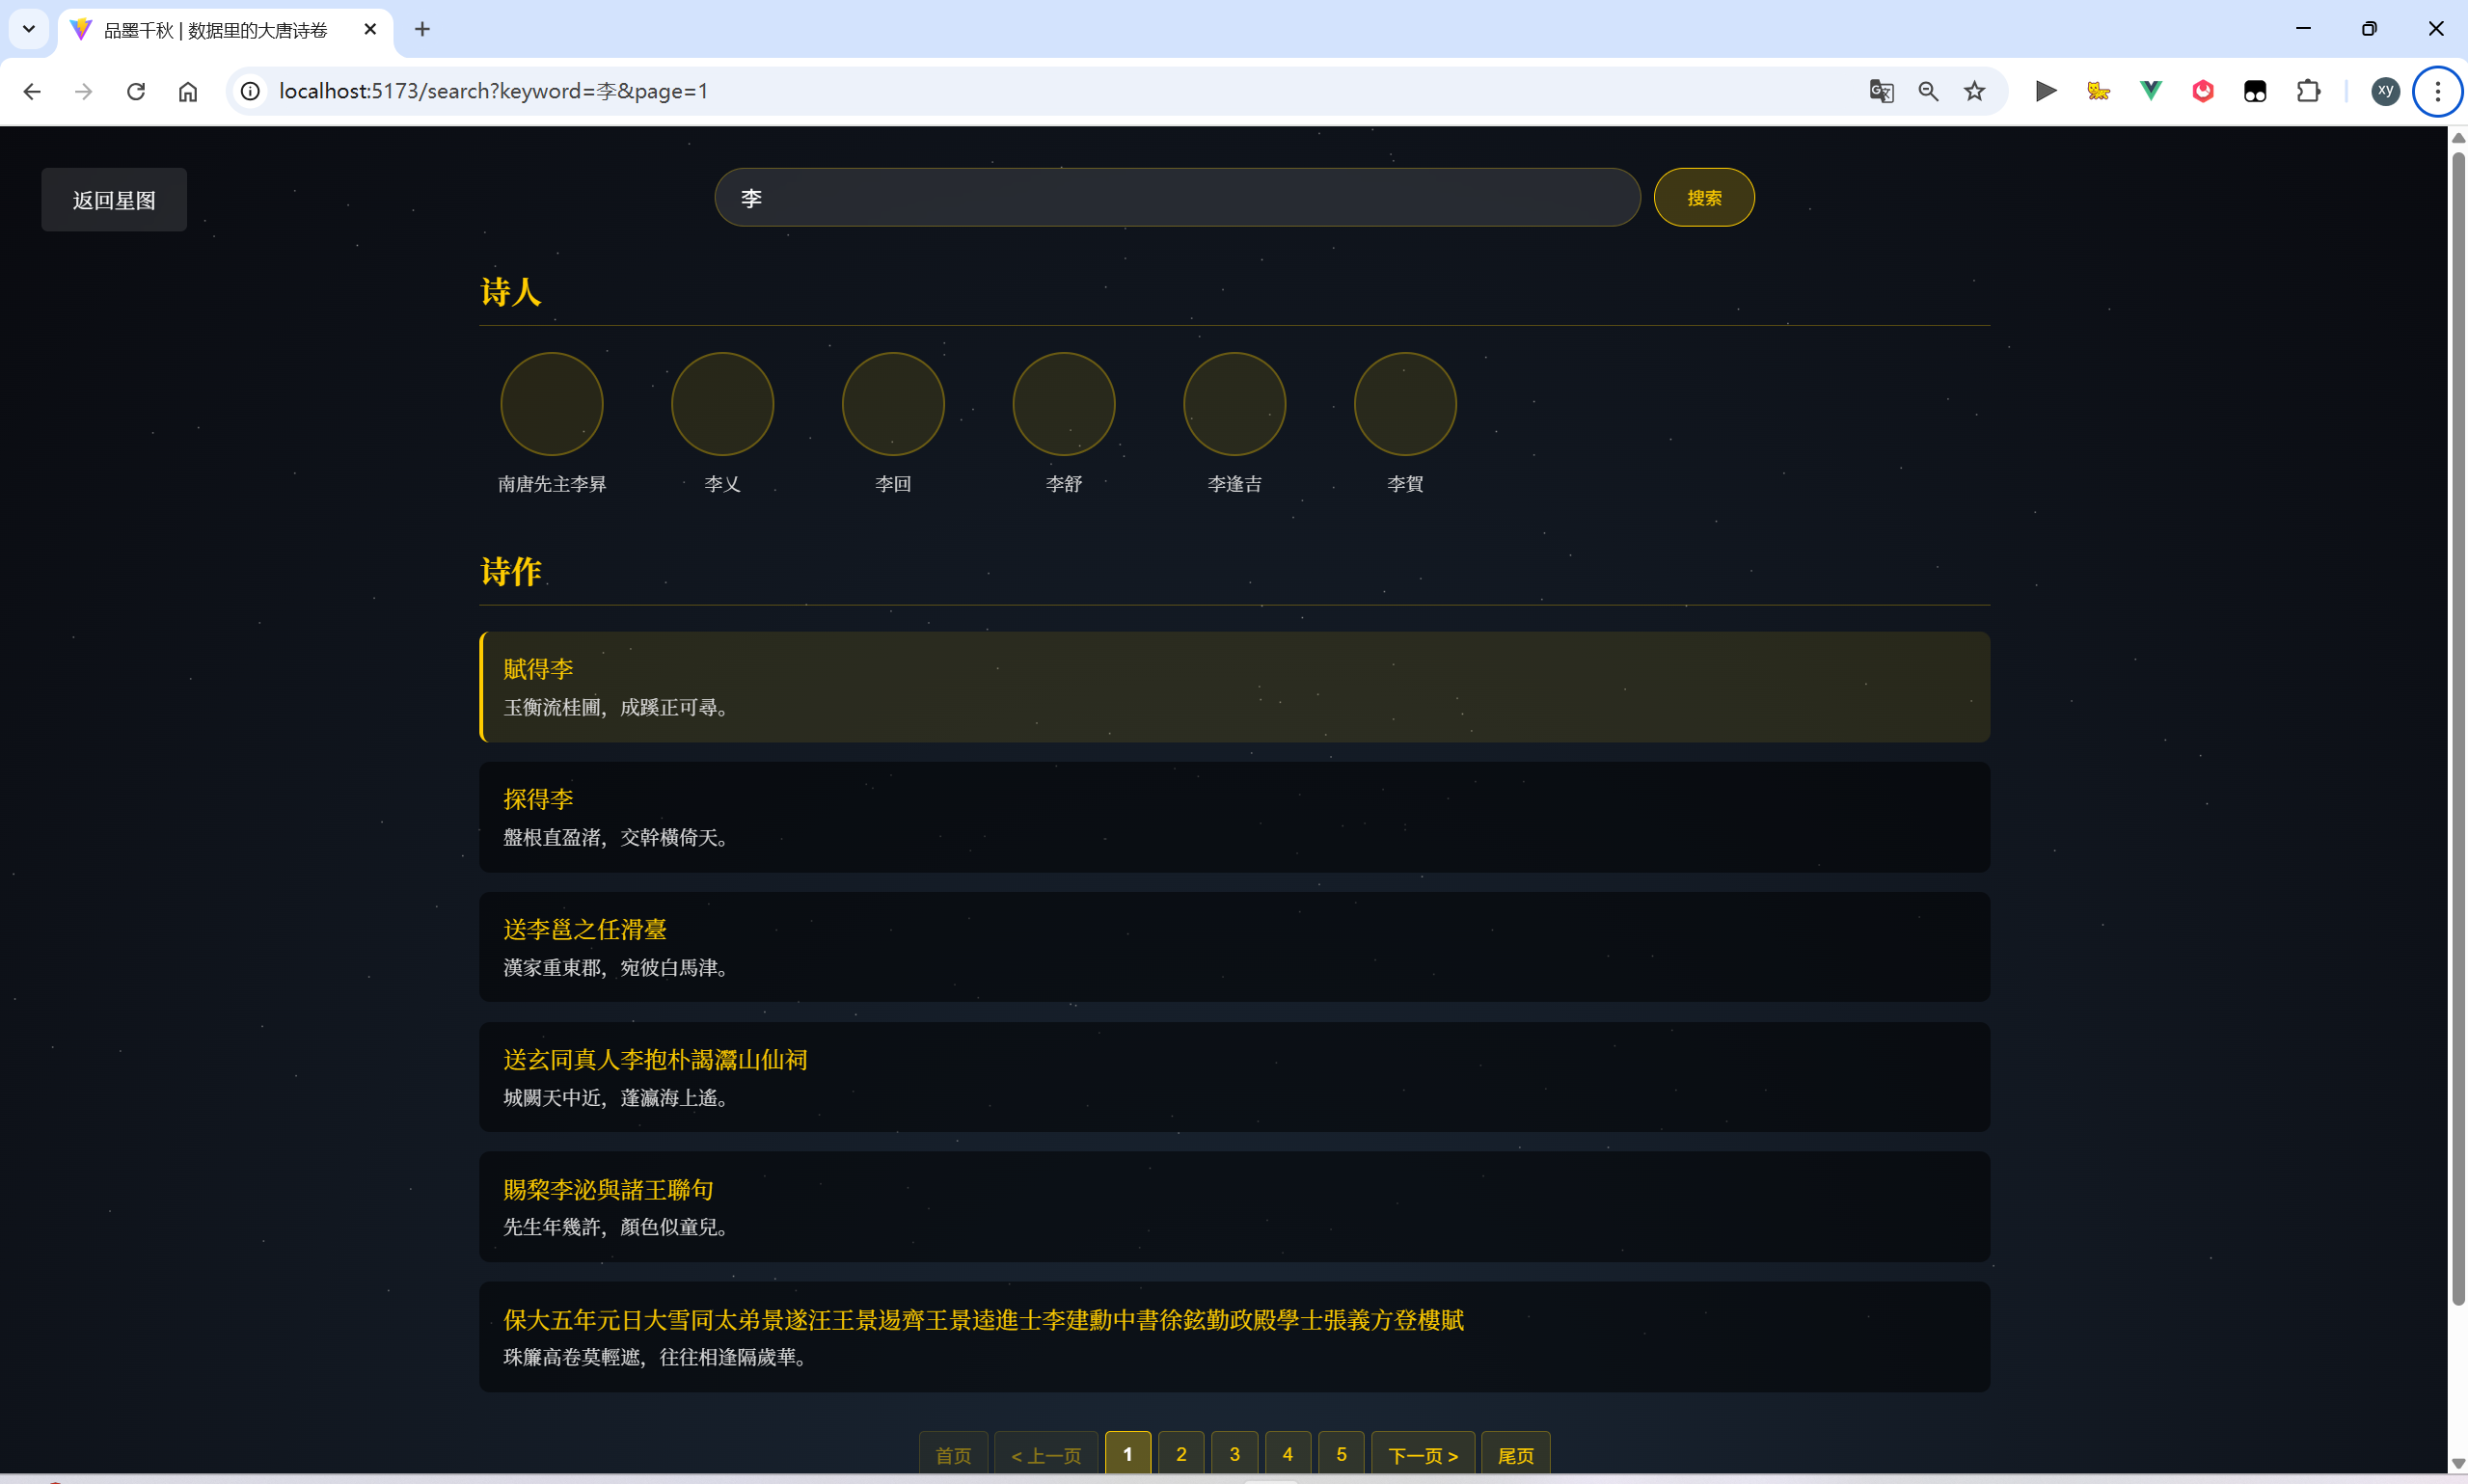 品墨千秋 | 数据里的大唐诗卷
localhost:5173/search?keyword=李&page=1
xy
返回星图
李
搜索
诗人
南唐先主李昪
李乂
李回
李舒
李逢吉
李賀
诗作
賦得李
玉衡流桂圃，成蹊正可尋。
探得李
盤根直盈渚，交幹橫倚天。
送李邕之任滑臺
漢家重東郡，宛彼白馬津。
送玄同真人李抱朴謁灊山仙祠
城闕天中近，蓬瀛海上遙。
賜棃李泌與諸王聯句
先生年幾許，顏色似童兒。
保大五年元日大雪同太弟景遂汪王景逷齊王景逵進士李建勳中書徐鉉勤政殿學士張義方登樓賦
珠簾高卷莫輕遮，往往相逢隔歲華。
首页 < 上一页 1 2 3 4 5 下一页 > 尾页